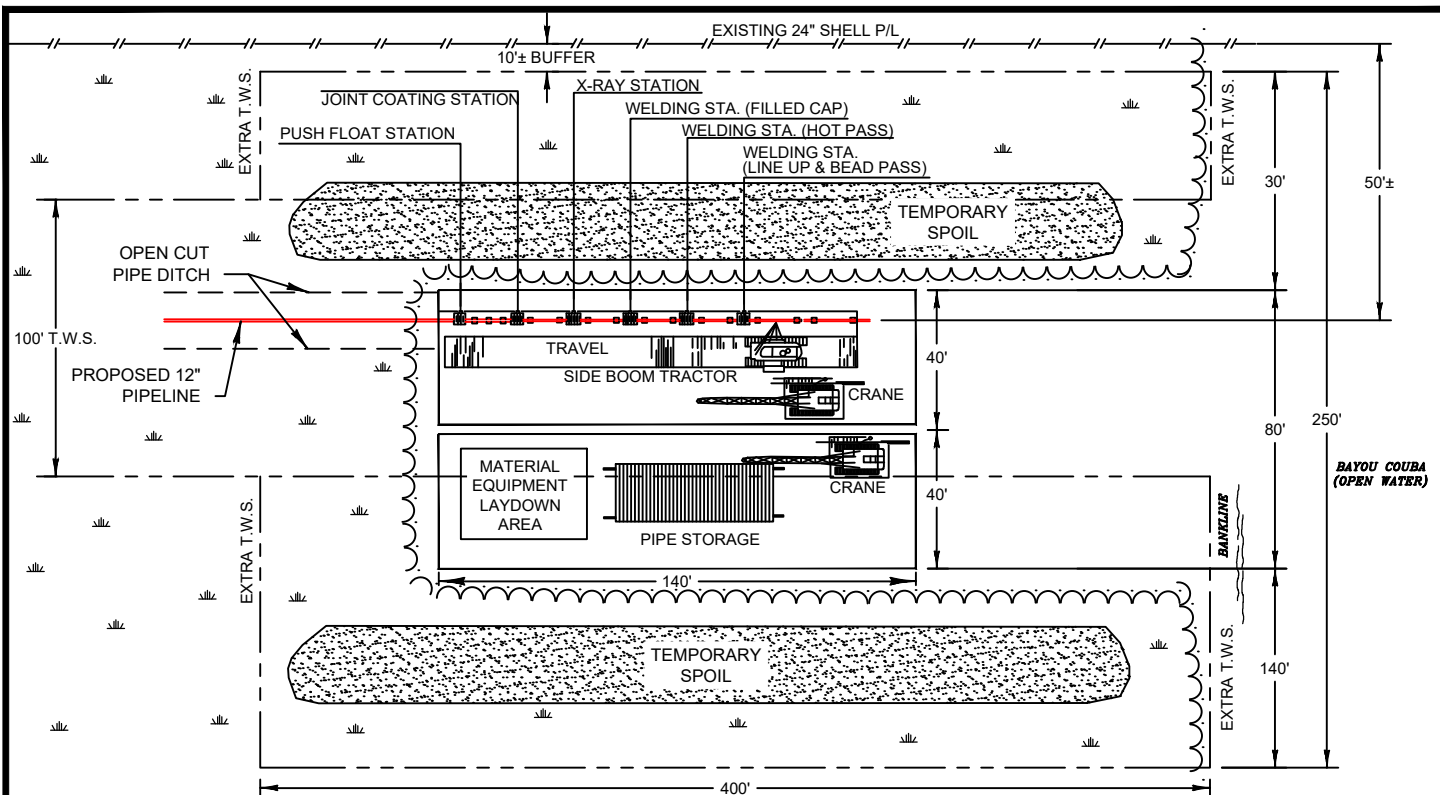 EXISTING 24" SHELL P/L
10'± BUFFER
EXTRA T.W.S.
JOINT COATING STATION
X-RAY STATION
WELDING STA. (FILLED CAP)
PUSH FLOAT STATION
WELDING STA. (HOT PASS)
WELDING STA.
(LINE UP & BEAD PASS)
EXTRA T.W.S.
30'
50'±
TEMPORARY
SPOIL
OPEN CUT
PIPE DITCH
100' T.W.S.
TRAVEL
40'
PROPOSED 12"
PIPELINE
SIDE BOOM TRACTOR
CRANE
80'
250'
MATERIAL
EQUIPMENT
LAYDOWN
AREA
CRANE
40'
BAYOU COUBA
(OPEN WATER)
PIPE STORAGE
BANKLINE
EXTRA T.W.S.
140'
TEMPORARY
SPOIL
EXTRA T.W.S.
140'
400'